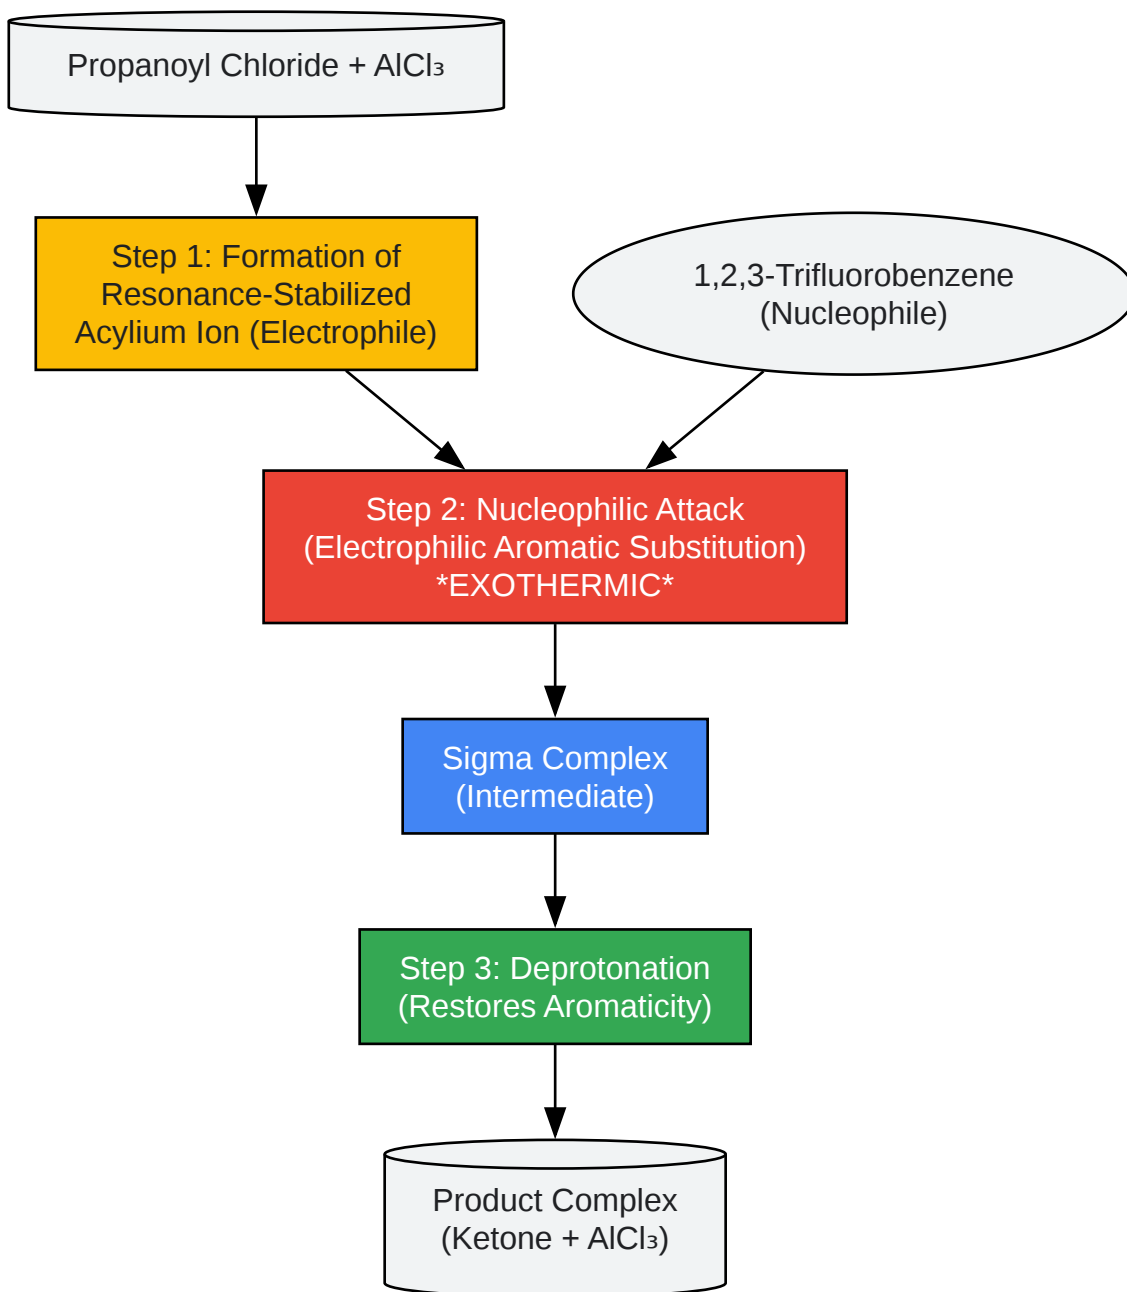 Propanoyl Chloride + AlCl₃
Step 1: Formation of
Resonance-Stabilized
Acylium Ion (Electrophile)
1,2,3-Trifluorobenzene
(Nucleophile)
Step 2: Nucleophilic Attack
(Electrophilic Aromatic Substitution)
*EXOTHERMIC*
Sigma Complex
(Intermediate)
Step 3: Deprotonation
(Restores Aromaticity)
Product Complex
(Ketone + AlCl₃)